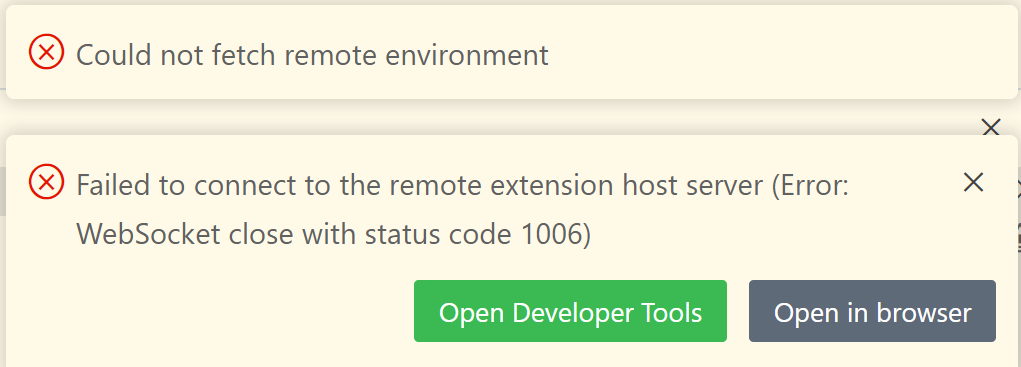 Could not fetch remote environment
Failed to connect to the remote extension host server (Error:
WebSocket close with status code 1006)
Open Developer Tools
Open in browser